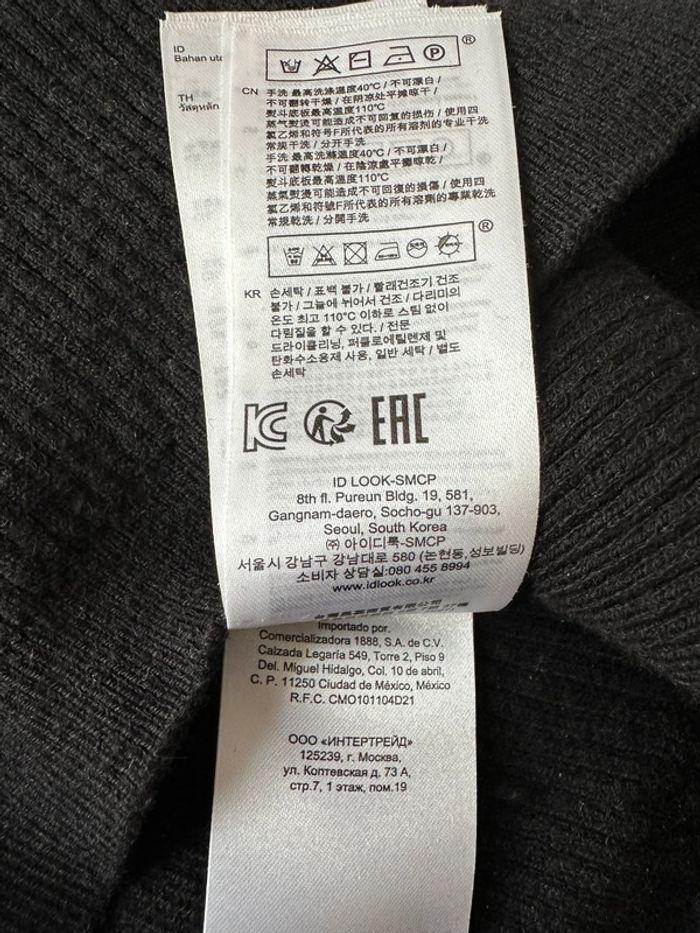 ID
Bahan
TH
วัสดุหลัก
P ®
CN 手洗 最高洗涤温度40°C / 不可漂白 /
不可翻转干燥 / 在阴凉处平摊晾干 /
熨斗底板最高温度110°C
蒸气熨烫可能造成不可回复的损伤 / 使用四
氯乙烯和符号F所代表的所有溶剂的专业干洗
常规干洗 / 分开手洗
手洗 最高洗滌溫度40°C / 不可漂白 /
不可翻轉乾燥 / 在陰涼處平攤晾乾 /
熨斗底板最高溫度110°C
蒸氣熨燙可能造成不可回復的損傷 / 使用四
氯乙烯和符號F所代表的所有溶劑的專業乾洗
常規乾洗 / 分開手洗
®
KR 손세탁 / 표백 불가 / 빨래건조기 건조
불가 / 그늘에 뉘어서 건조 / 다리미의
온도 최고 110°C 이하로 스팀 없이
다림질을 할 수 있다. / 전문
드라이클리닝, 퍼클로에틸렌제 및
탄화수소용제 사용, 일반 세탁 / 별도
손세탁
KC EAC
ID LOOK-SMCP
8th fl. Pureun Bldg. 19, 581,
Gangnam-daero, Socho-gu 137-903,
Seoul, South Korea
㈜ 아이디룩-SMCP
서울시 강남구 강남대로 580 (논현동,성보빌딩)
소비자 상담실:080 455 8994
www.idlook.co.kr
Importado por.
Comercializadora 1888, S.A. de C.V.
Calzada Legaría 549, Torre 2, Piso 9
Del. Miguel Hidalgo, Col. 10 de abril,
C. P. 11250 Ciudad de México, México
R.F.C. CMO101104D21
ООО «ИНТЕРТРЕЙД»
125239, г. Москва,
ул. Коптевская д. 73 А,
стр.7, 1 этаж, пом.19